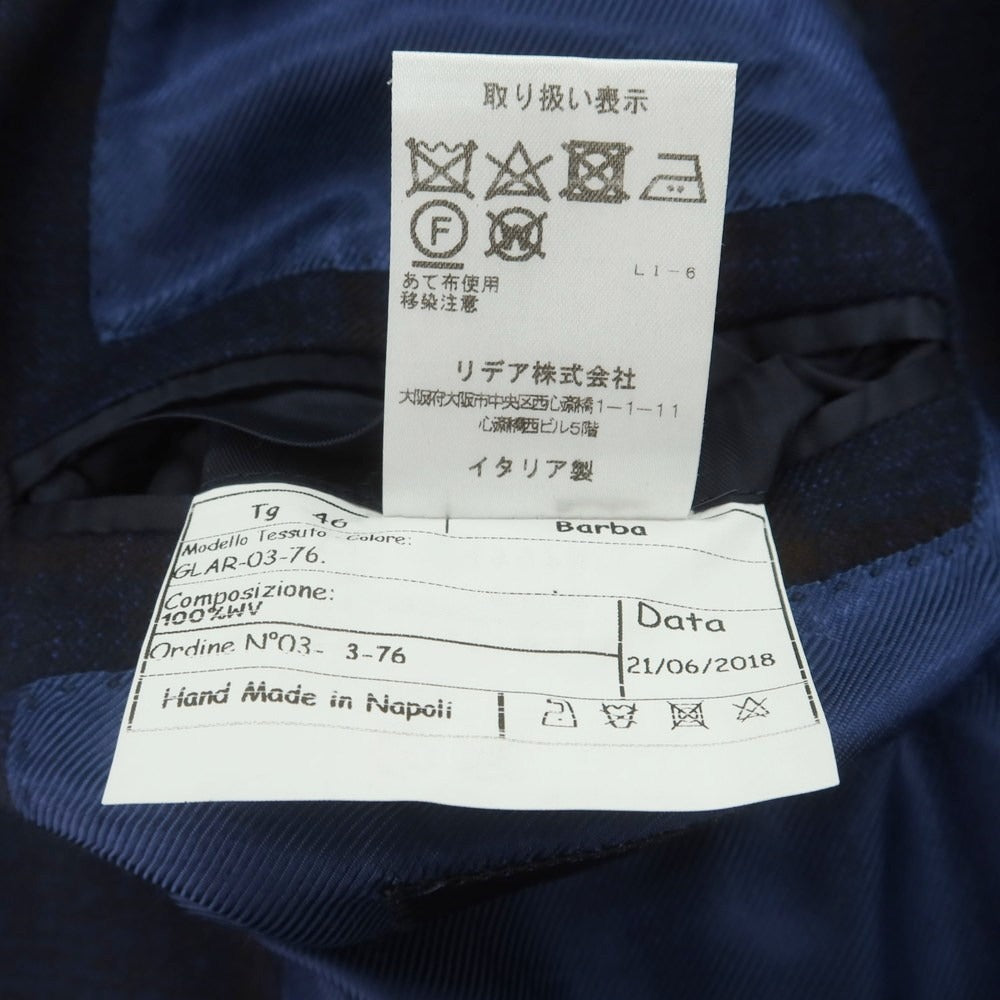 取り扱い表示
F W
LI-6
あて布使用
移染注意
リデア株式会社
大阪府大阪市中央区西心斎橋1-1-11
心斎橋西ビル5階
イタリア製
Tg 46
Barba
Modello Tessuto Colore:
GLAR-03-76.
Composizione:
100%WV
Ordine N°03- 3-76
Data
21/06/2018
Hand Made in Napoli